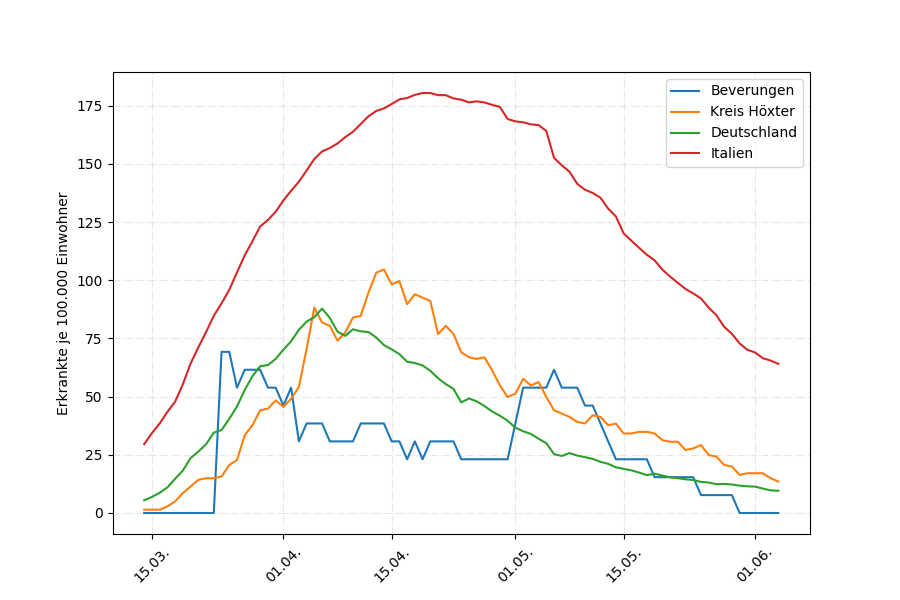 Beverungen
Kreis Höxter
Deutschland
Italien
Erkrankte je 100.000 Einwohner
175
150
125
100
75
50
25
0
15.03.
01.04.
15.04.
01.05.
15.05.
01.06.